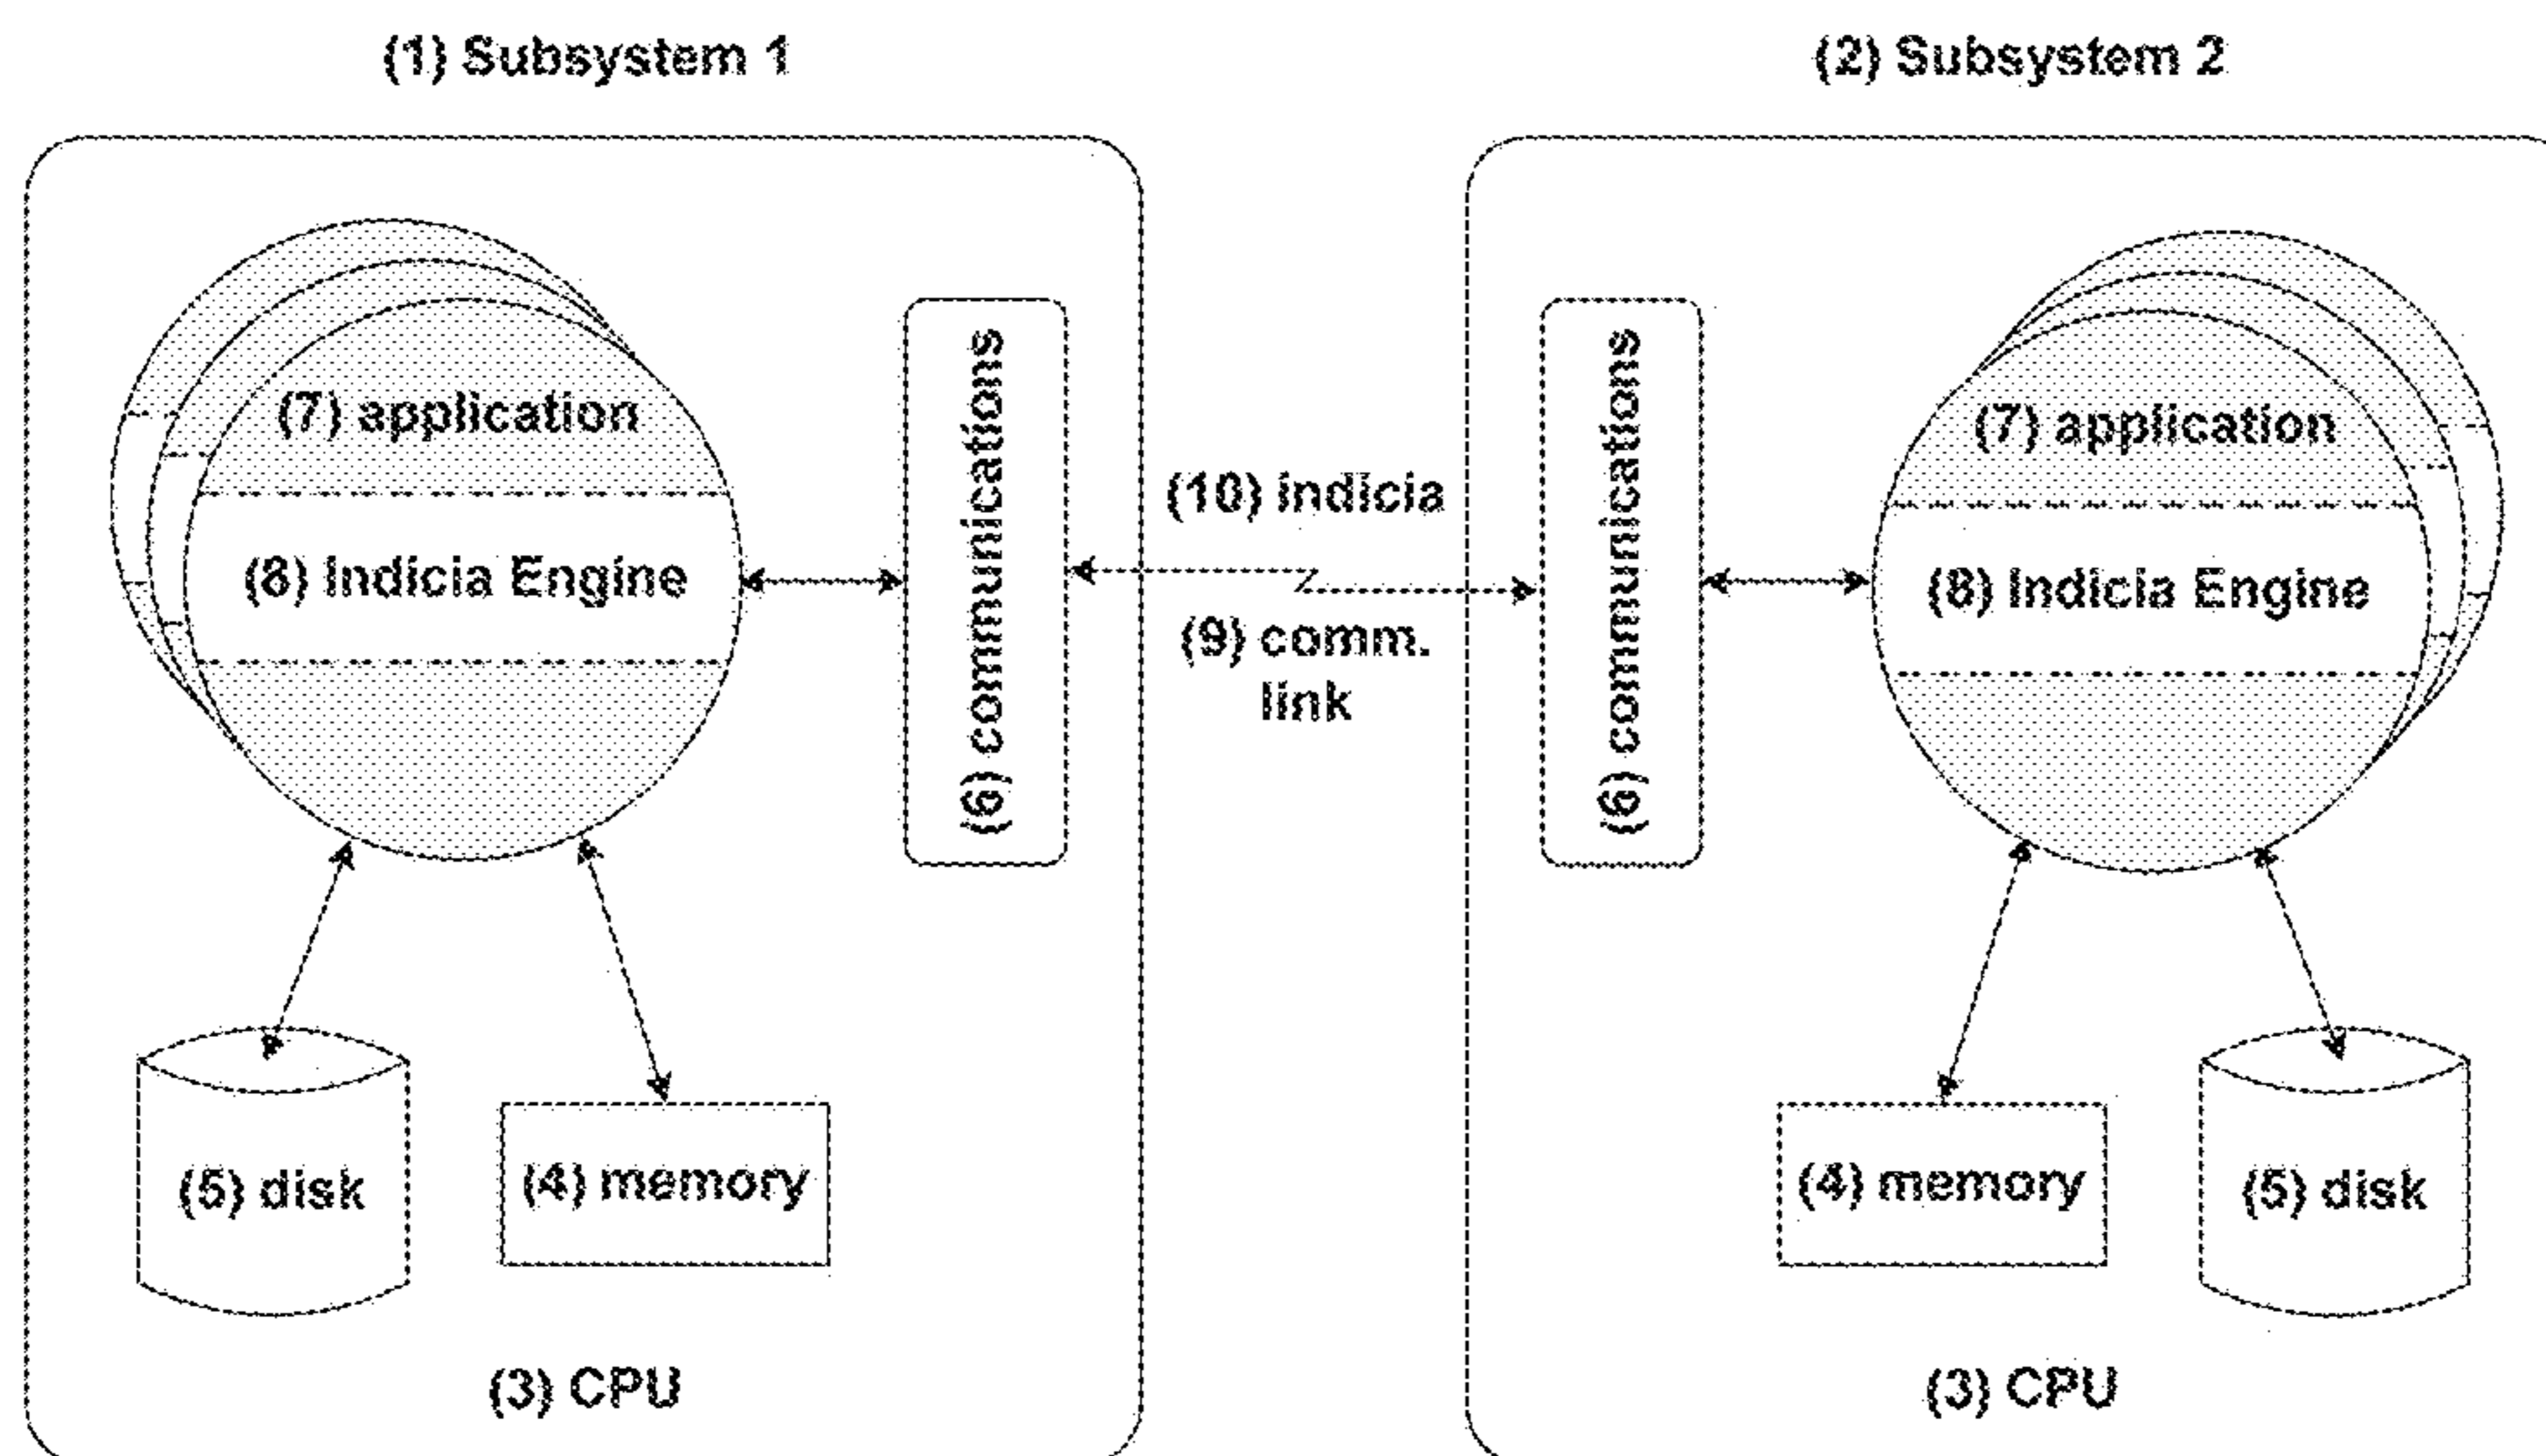 (1) Subsystem 1
(2) Subsystem 2
(7) application
(8) Indicia Engine
(6) communications
(10) indicia
(9) comm.
link
(6) communications
(7) application
(8) Indicia Engine
(5) disk
(4) memory
(4) memory
(5) disk
(3) CPU
(3) CPU